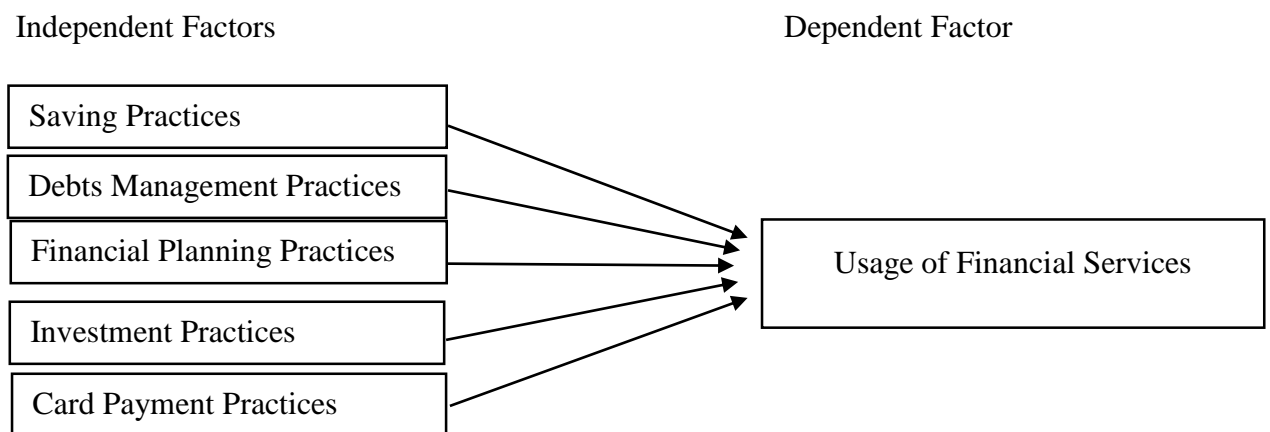 Independent Factors
Dependent Factor
Saving Practices
Debts Management Practices
Financial Planning Practices
Investment Practices
Card Payment Practices
Usage of Financial Services